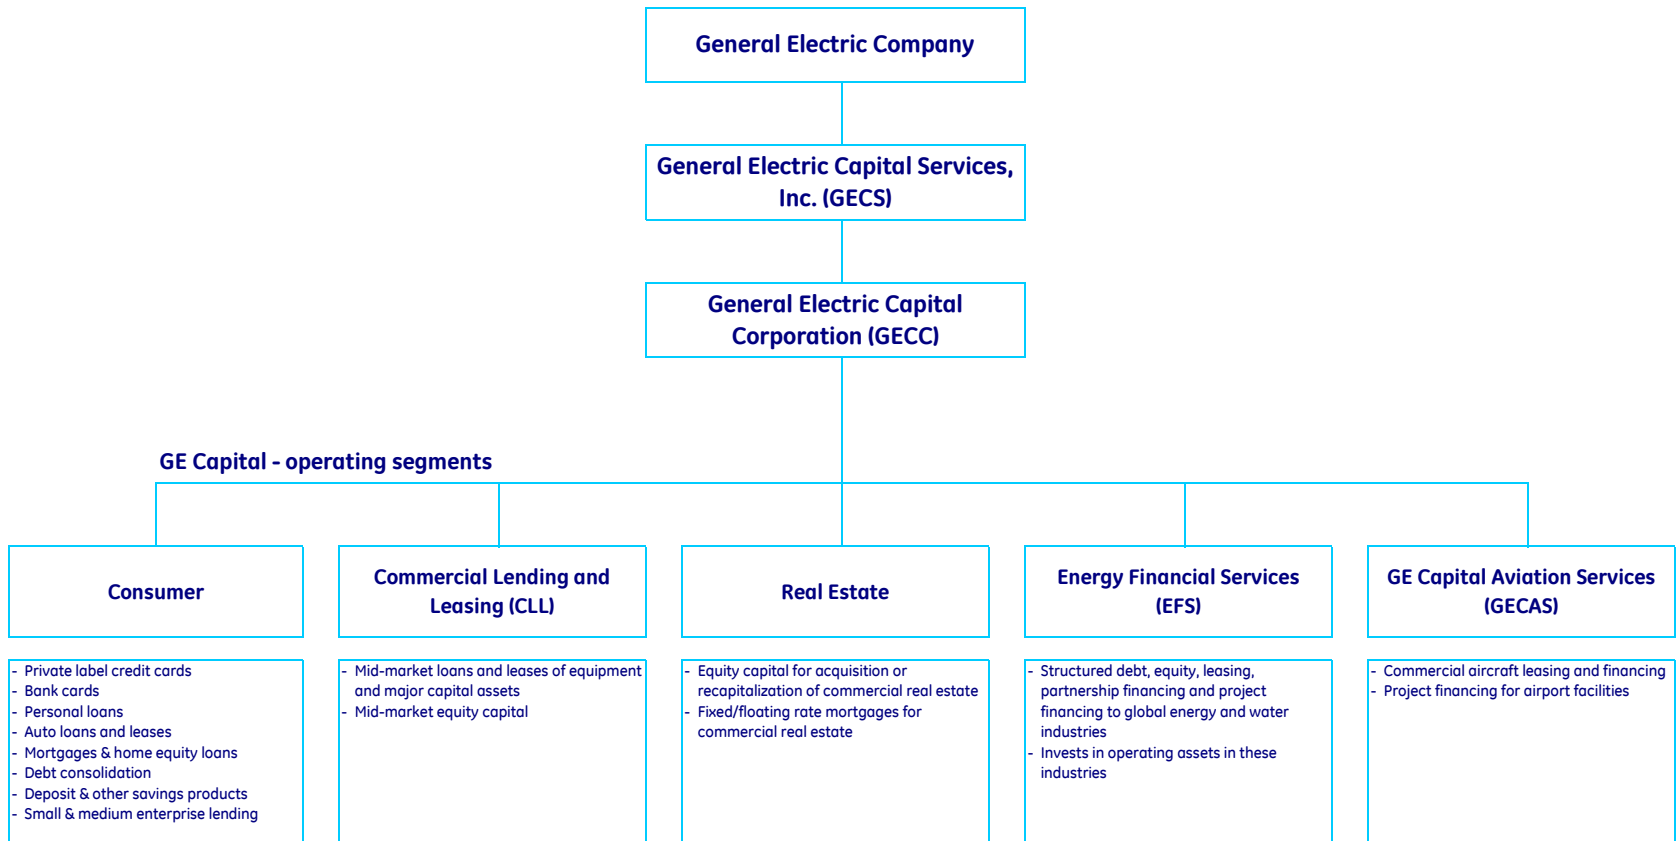 General Electric Company
General Electric Capital Services,
Inc. (GECS)
General Electric Capital
Corporation (GECC)
GE Capital - operating segments
Consumer
Commercial Lending and
Leasing (CLL)
Real Estate
Energy Financial Services
(EFS)
GE Capital Aviation Services
(GECAS)
- Private label credit cards
- Bank cards
- Personal loans
- Auto loans and leases
- Mortgages & home equity loans
- Debt consolidation
- Deposit & other savings products
- Small & medium enterprise lending
- Mid-market loans and leases of equipment
and major capital assets
- Mid-market equity capital
- Equity capital for acquisition or
recapitalization of commercial real estate
- Fixed/floating rate mortgages for
commercial real estate
- Structured debt, equity, leasing,
partnership financing and project
financing to global energy and water
industries
- Invests in operating assets in these
industries
- Commercial aircraft leasing and financing
- Project financing for airport facilities